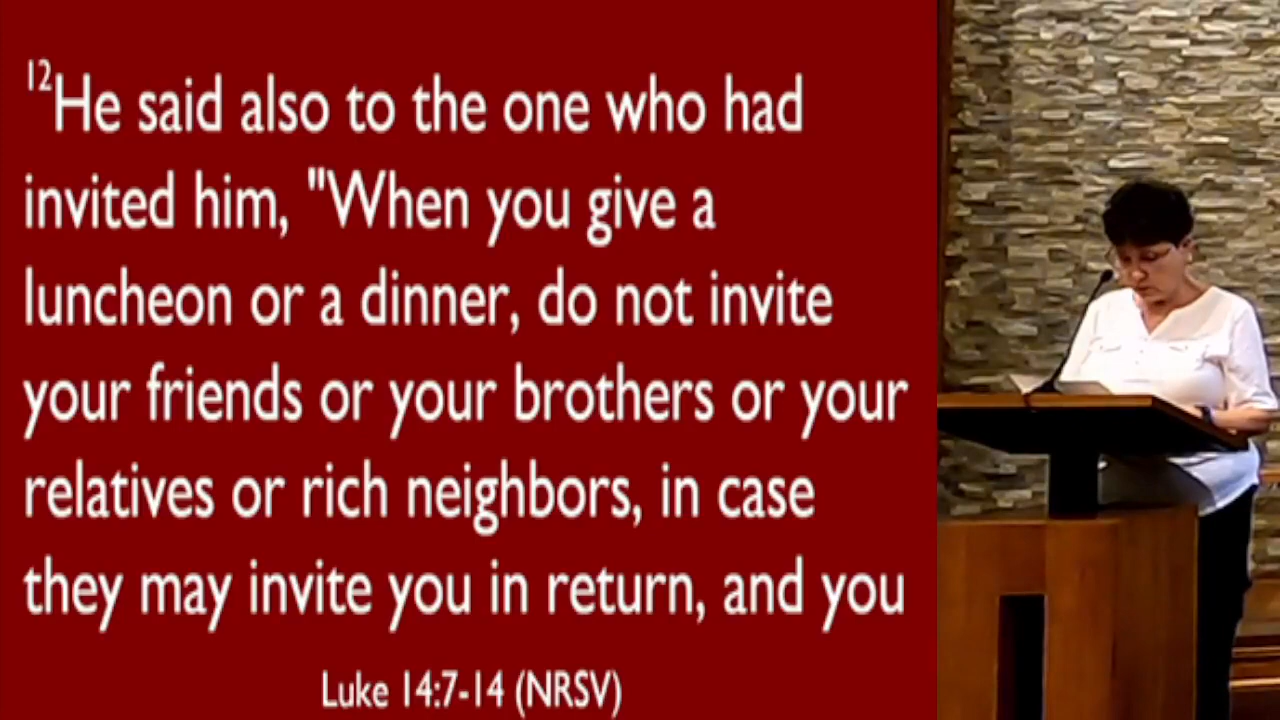 12He said also to the one who had
invited him, "When you give a
luncheon or a dinner, do not invite
your friends or your brothers or your
relatives or rich neighbors, in case
they may invite you in return, and you
Luke 14:7-14 (NRSV)